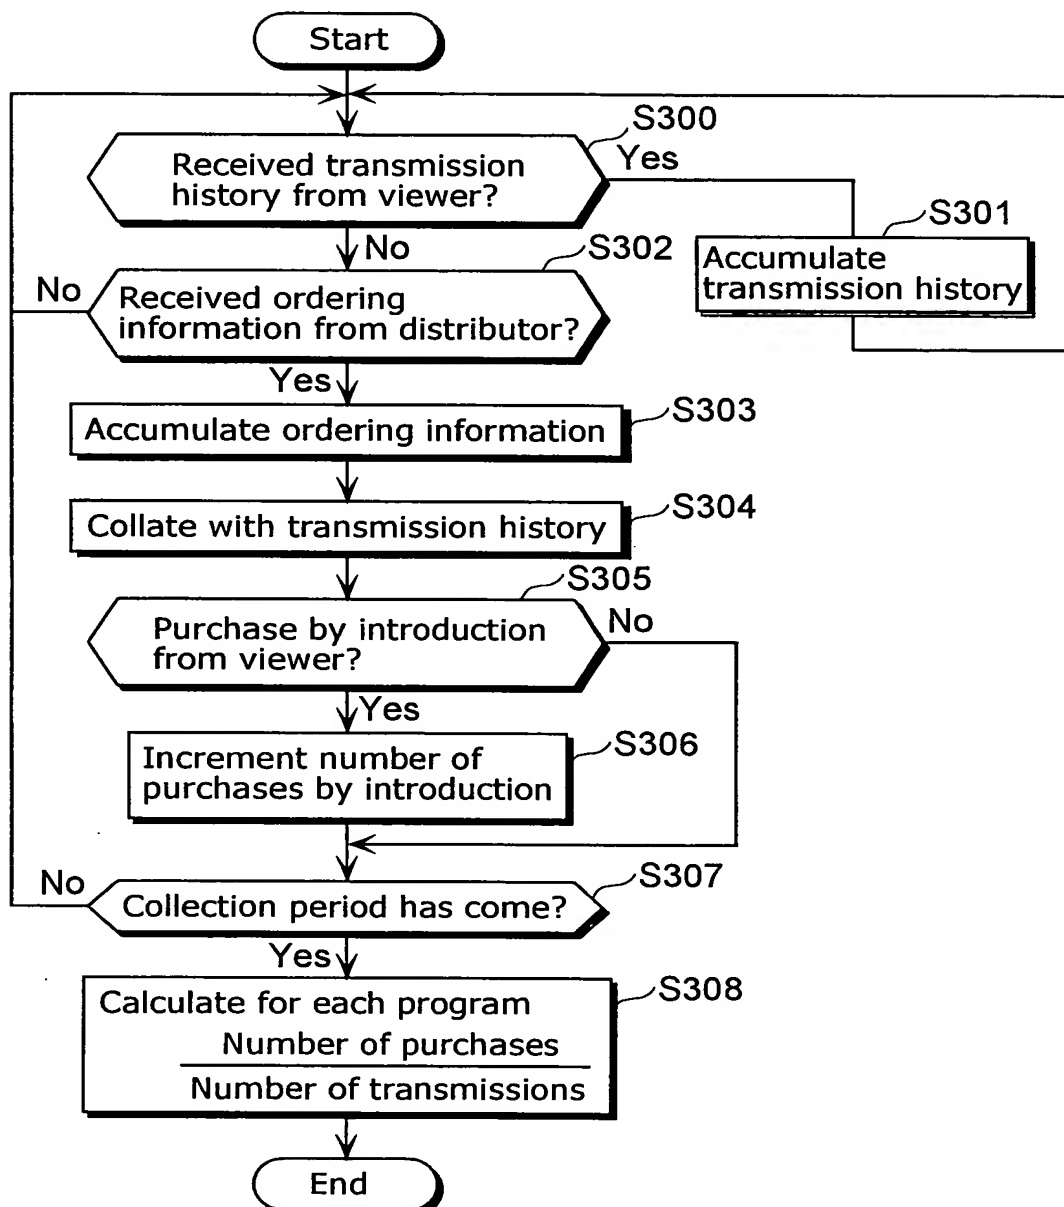 Start
S300
Received transmission
history from viewer?
Yes
No
S301
Accumulate
transmission history
S302
No
Received ordering
information from distributor?
Yes
S303
Accumulate ordering information
S304
Collate with transmission history
S305
Purchase by introduction
from viewer?
No
Yes
S306
Increment number of
purchases by introduction
S307
No
Collection period has come?
Yes
S308
Calculate for each program
Number of purchases
Number of transmissions
End